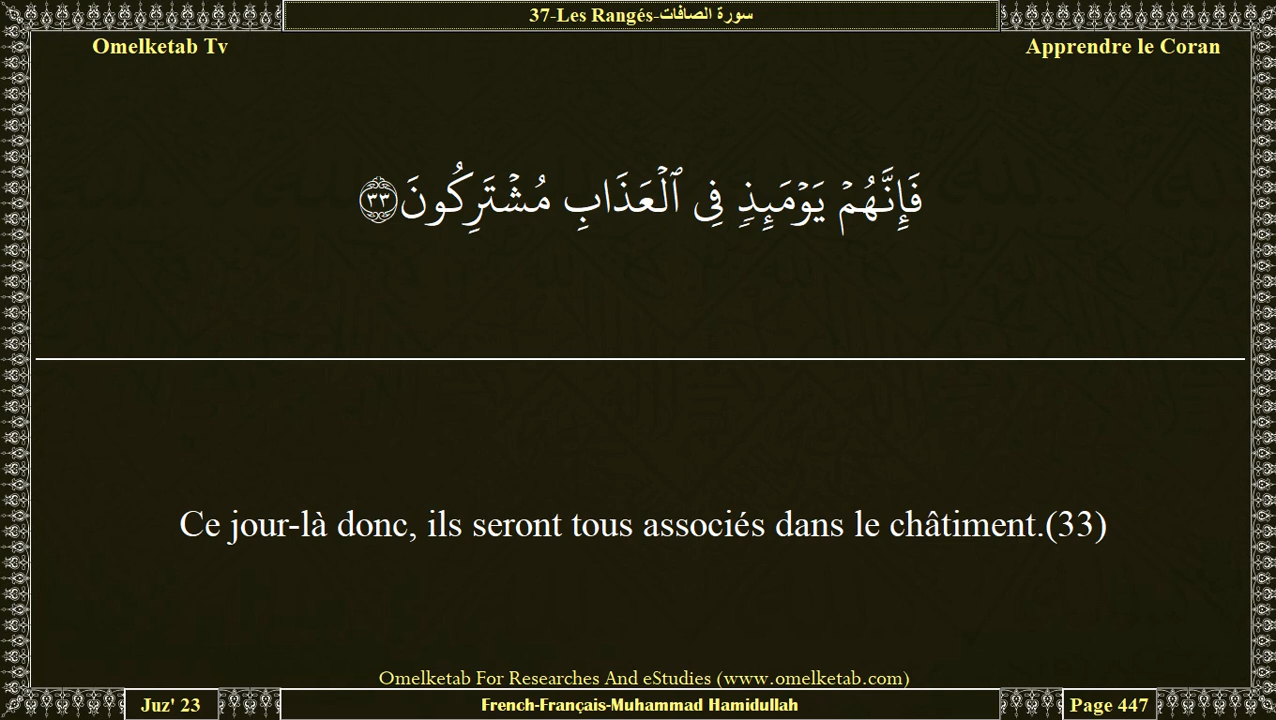 37-Les Rangés-سورة الصافات
Omelketab Tv
Apprendre le Coran
فَإِنَّهُمۡ يَوۡمَئِذٖ فِي ٱلۡعَذَابِ مُشۡتَرِكُونَ ٣٣
Ce jour-là donc, ils seront tous associés dans le châtiment.(33)
Omelketab For Researches And eStudies (www.omelketab.com)
Juz' 23
French-Français-Muhammad Hamidullah
Page 447